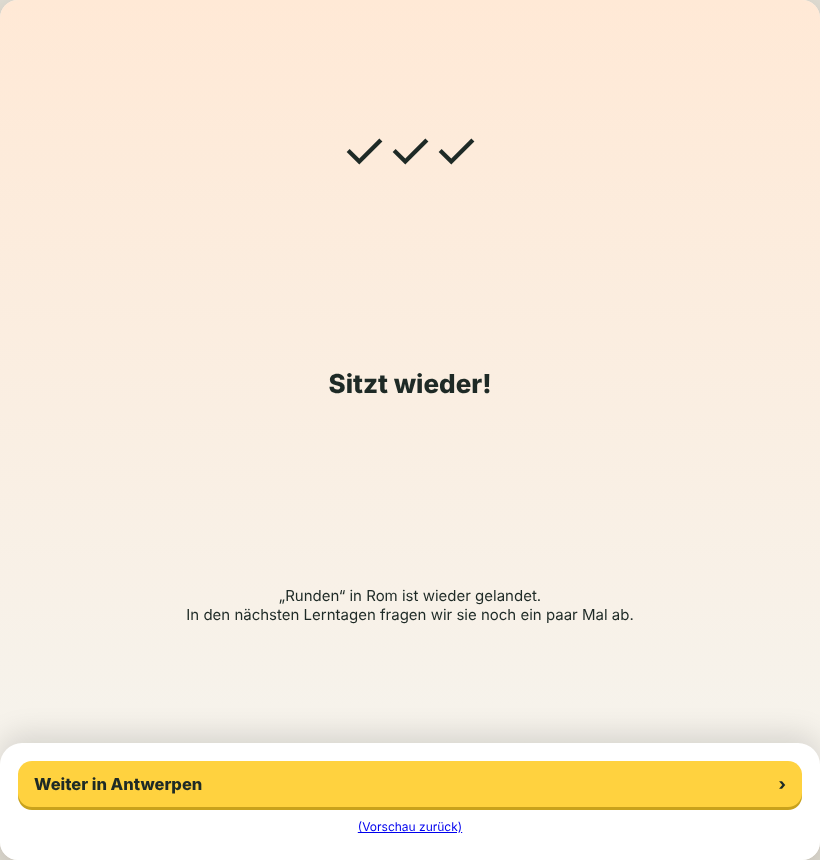 Sitzt wieder!
„Runden“ in Rom ist wieder gelandet.
In den nächsten Lerntagen fragen wir sie noch ein paar Mal ab.
Weiter in Antwerpen ›
(Vorschau zurück)